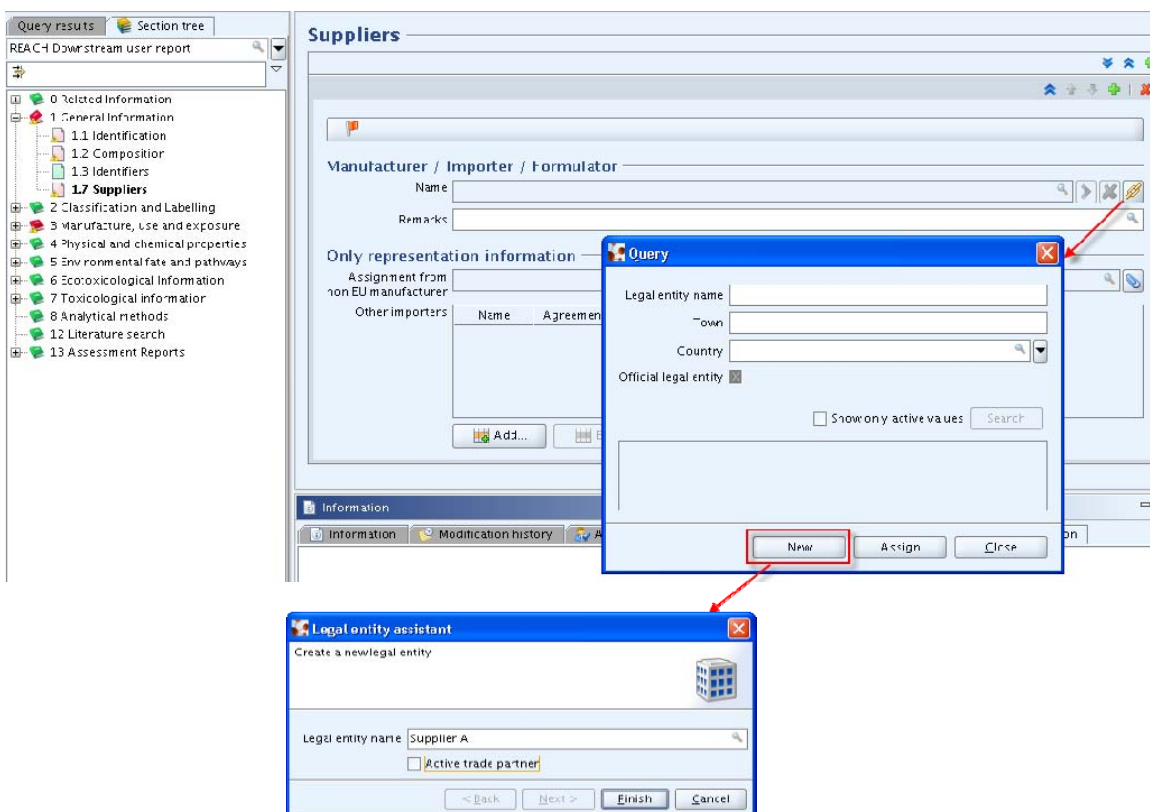 Query results Section tree
REACH Downstream user report
0 Related Information
1 General Information
1.1 Identification
1.2 Composition
1.3 Identifiers
1.7 Suppliers
2 Classification and Labelling
3 Manufacture, use and exposure
4 Physical and chemical properties
5 Environmental fate and pathways
6 Ecotoxicological Information
7 Toxicological information
8 Analytical methods
12 Literature search
13 Assessment Reports
Suppliers
Manufacturer / Importer / Formulator
Name
Remarks
Only representation information
Assignment from
non EU manufacturer
Other importers Name Agreemen
Add...
Information
Information Modification history
Query
Legal entity name
Town
Country
Official legal entity
Show only active values Search
New Assign Close
Legal entity assistant
Create a new legal entity
Legal entity name Supplier A
Active trade partner
< Back Next > Finish Cancel